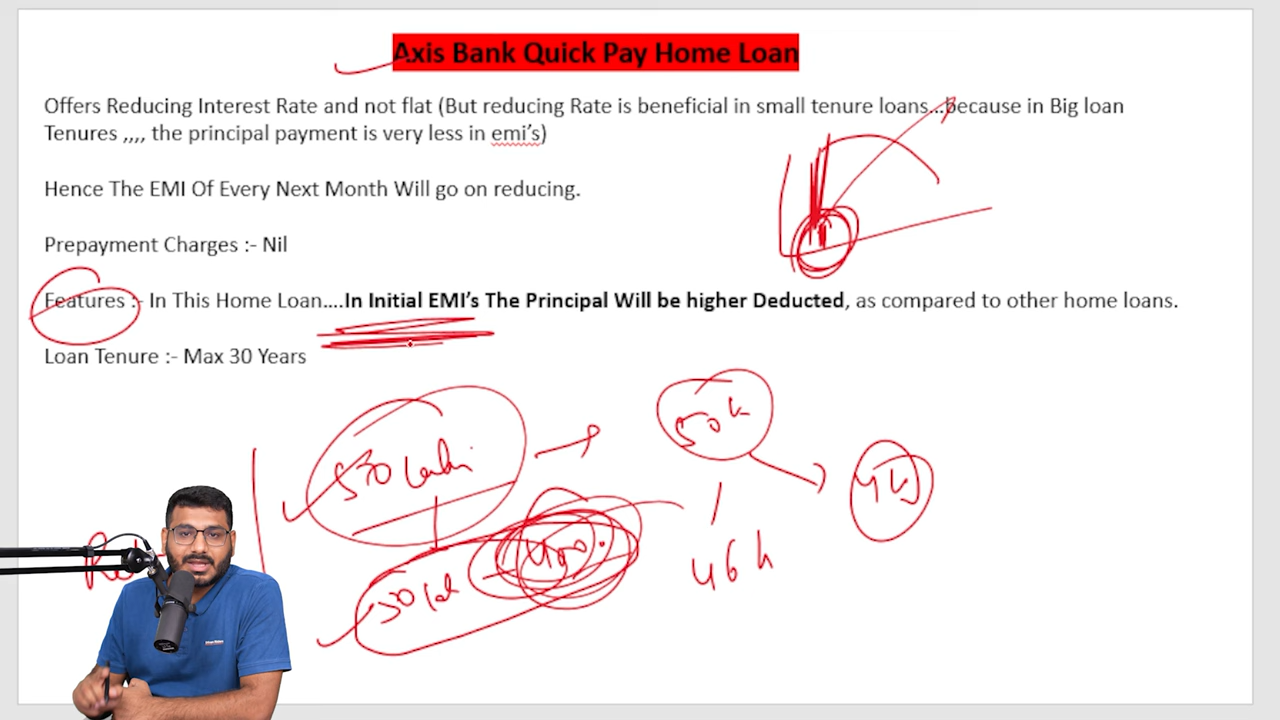 Axis Bank Quick Pay Home Loan
Offers Reducing Interest Rate and not flat (But reducing Rate is beneficial in small tenure loans...because in Big loan
Tenures ,,,, the principal payment is very less in emi's)
Hence The EMI Of Every Next Month Will go on reducing.
Prepayment Charges :- Nil
Features :- In This Home Loan....In Initial EMI's The Principal Will be higher Deducted, as compared to other home loans.
Loan Tenure :- Max 30 Years
50k